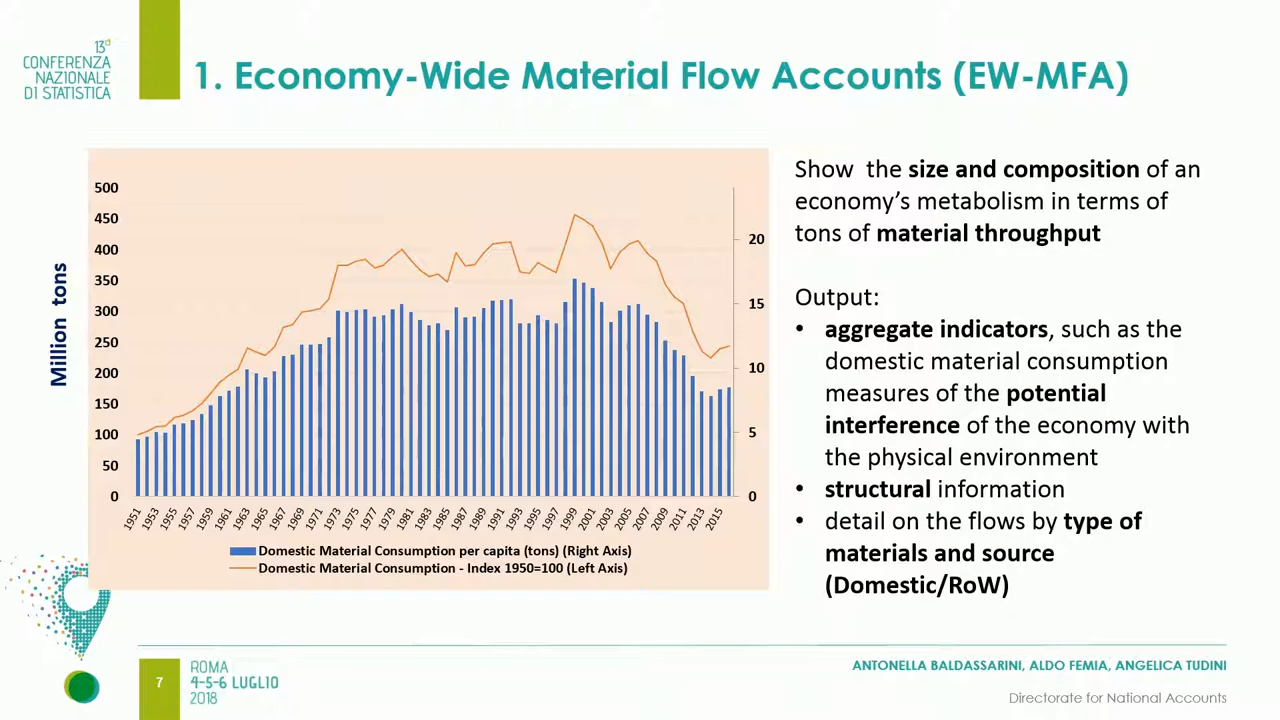 13a
CONFERENZA
NAZIONALE
DI STATISTICA
1. Economy-Wide Material Flow Accounts (EW-MFA)
Million tons
500
450
400
350
300
250
200
150
100
50
0
20
15
10
5
0
1951
1953
1955
1957
1959
1961
1963
1965
1967
1969
1971
1973
1975
1977
1979
1981
1983
1985
1987
1989
1991
1993
1995
1997
1999
2001
2003
2005
2007
2009
2011
2013
2015
Domestic Material Consumption per capita (tons) (Right Axis)
Domestic Material Consumption - Index 1950=100 (Left Axis)
Show the size and composition of an
economy's metabolism in terms of
tons of material throughput
Output:
• aggregate indicators, such as the
domestic material consumption
measures of the potential
interference of the economy with
the physical environment
• structural information
• detail on the flows by type of
materials and source
(Domestic/RoW)
7
ROMA
4-5-6 LUGLIO
2018
ANTONELLA BALDASSARINI, ALDO FEMIA, ANGELICA TUDINI
Directorate for National Accounts